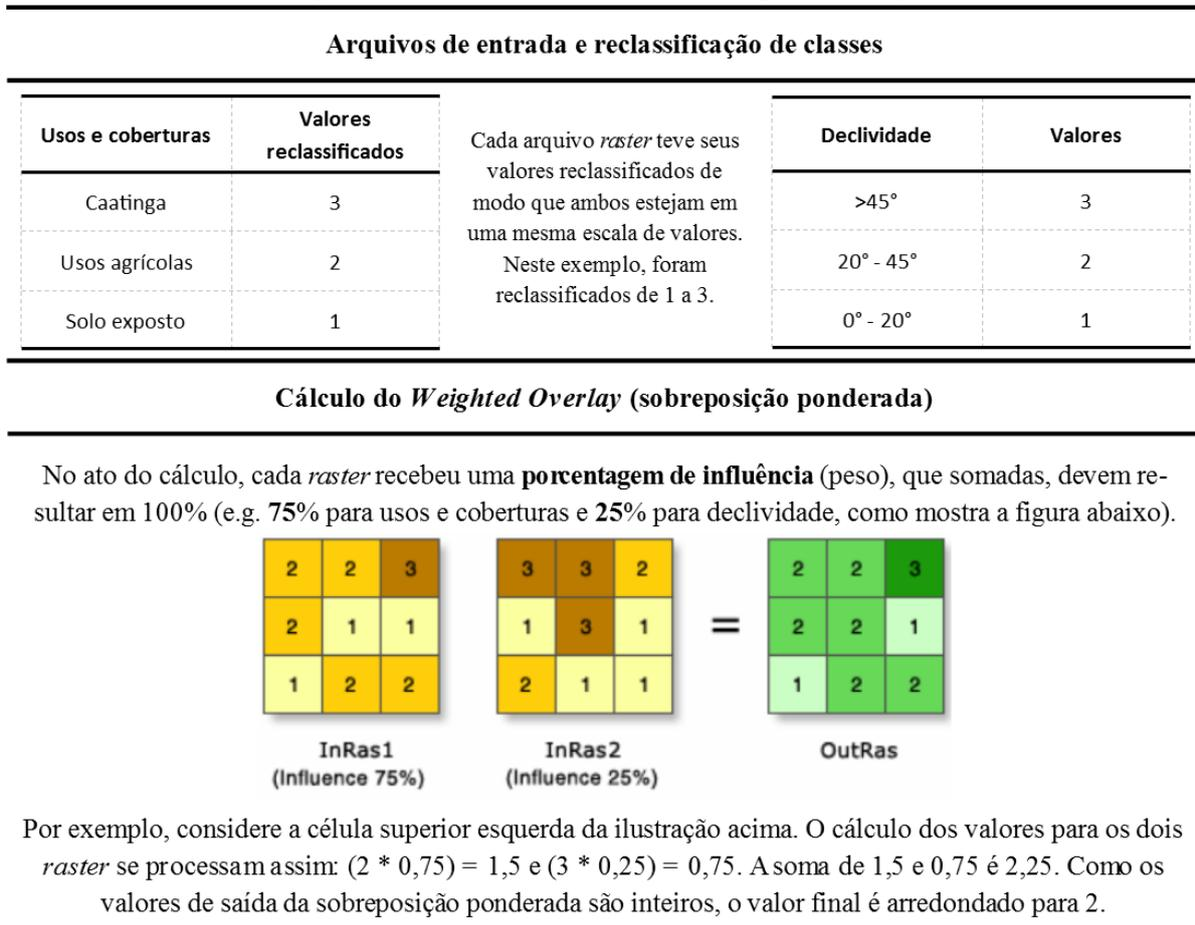 Arquivos de entrada e reclassificação de classes
Usos e coberturas
Valores
reclassificados
Caatinga
3
Usos agrícolas
2
Solo exposto
1
Cada arquivo raster teve seus
valores reclassificados de
modo que ambos estejam em
uma mesma escala de valores.
Neste exemplo, foram
reclassificados de 1 a 3.
Declividade
Valores
>45°
3
20° - 45°
2
0° - 20°
1
Cálculo do Weighted Overlay (sobreposição ponderada)
No ato do cálculo, cada raster recebeu uma porcentagem de influência (peso), que somadas, devem re-
sultar em 100% (e.g. 75% para usos e coberturas e 25% para declividade, como mostra a figura abaixo).
2 2 3
2 1 1
1 2 2
InRas1
(Influence 75%)
3 3 2
1 3 1
2 1 1
InRas2
(Influence 25%)
=
2 2 3
2 2 1
1 2 2
OutRas
Por exemplo, considere a célula superior esquerda da ilustração acima. O cálculo dos valores para os dois
raster se processam assim: (2 * 0,75) = 1,5 e (3 * 0,25) = 0,75. A soma de 1,5 e 0,75 é 2,25. Como os
valores de saída da sobreposição ponderada são inteiros, o valor final é arredondado para 2.